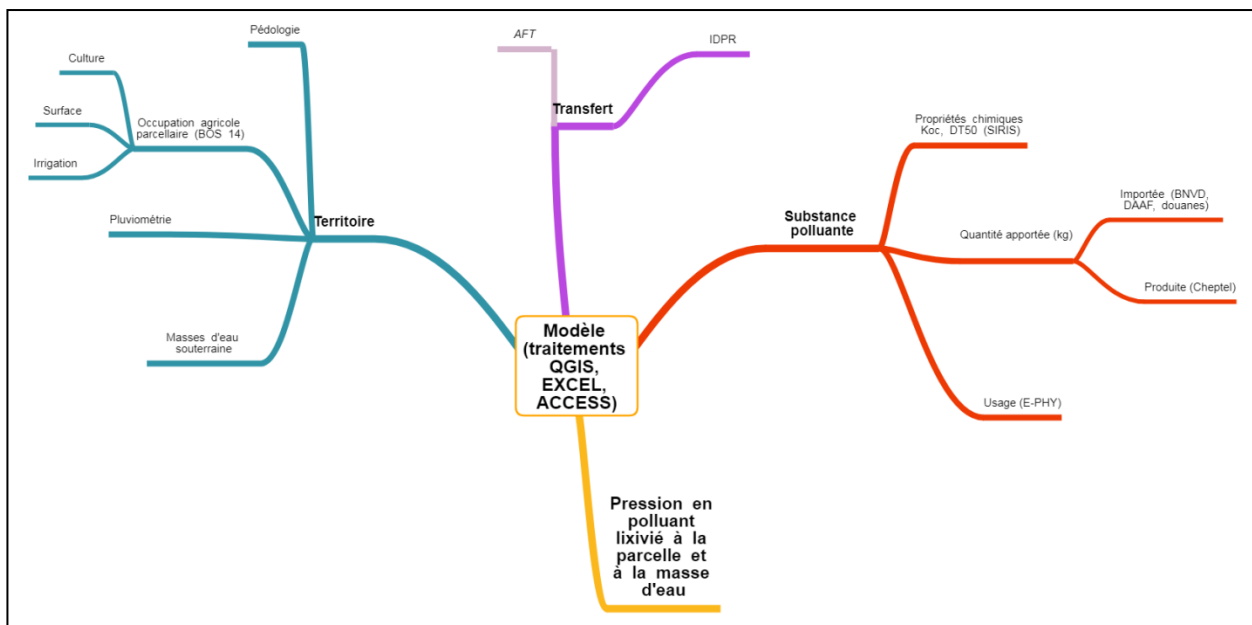 Pédologie
Culture
Surface
Irrigation
Occupation agricole
parcellaire (BOS 14)
Pluviométrie
Masses d'eau
souterraine
Territoire
AFT
IDPR
Transfert
Propriétés chimiques
Koc, DT50 (SIRIS)
Substance
polluante
Quantité apportée (kg)
Importée (BNVD,
DAAF, douanes)
Produite (Cheptel)
Usage (E-PHY)
Modèle
(traitements
QGIS,
EXCEL,
ACCESS)
Pression en
polluant
lixivié à la
parcelle et
à la masse
d'eau